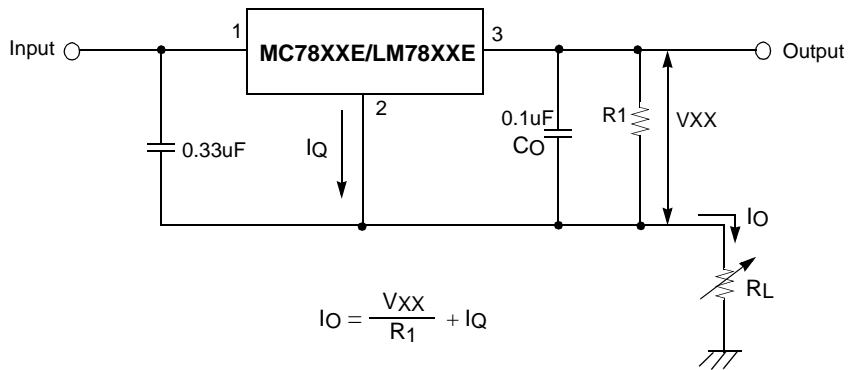 Input
1
MC78XXE/LM78XXE
3
Output
2
0.33uF
IQ
0.1uF
CO
R1
VXX
IO
RL
IO = VXX / R1 + IQ